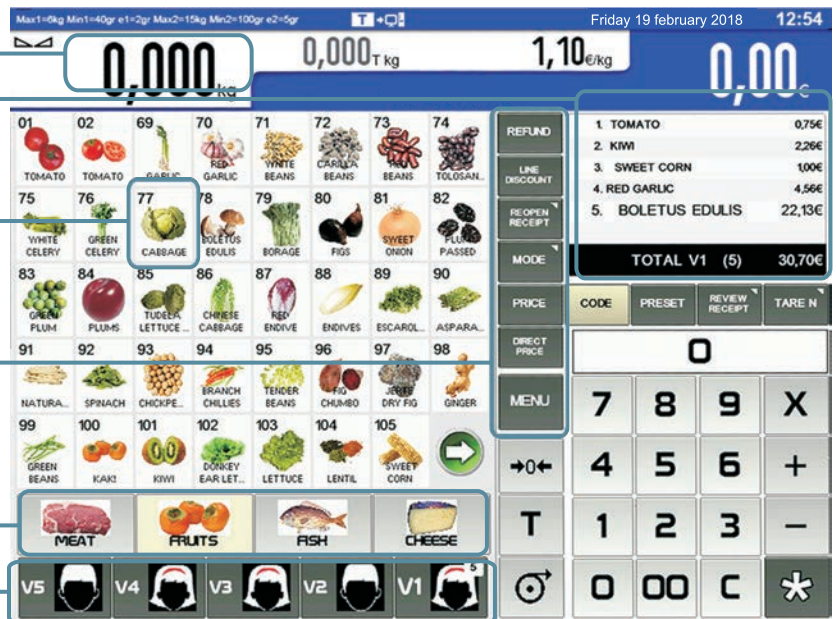 Max1=6kg Min1=40gr e1=2gr Max2=15kg Min2=100gr e2=5gr T Friday 19 february 2018 12:54
0,000 kg 0,000 T kg 1,10 €/kg 0,00 €
01 02 69 70 71 72 73 74
TOMATO TOMATO GARLIC RED GARLIC WHITE BEANS CARILLA BEANS BEANS TOLOSAN...
75 76 77 78 79 80 81 82
WHITE CELERY GREEN CELERY CABBAGE BOLETUS EDULIS BORAGE FIGS SWEET ONION PLUMS PASSED
83 84 85 86 87 88 89 90
GREEN PLUM PLUMS TUDELA LETTUCE ... CHINESE CABBAGE RED ENDIVE ENDIVES ESCAROL... ASPARA...
91 92 93 94 95 96 97 98
NATURA... SPINACH CHICKPE... BRANCH CHILLIES TENDER BEANS FIG CHUMBO JERTE DRY FIG GINGER
99 100 101 102 103 104 105
GREEN BEANS KAKI KIWI DONKEY EAR LET... LETTUCE LENTIL SWEET CORN
MEAT FRUITS FISH CHEESE
V5 V4 V3 V2 V1 5
REFUND
LINE DISCOUNT
REOPEN RECEIPT
MODE
PRICE
DIRECT PRICE
MENU
→0←
T
1. TOMATO 0,75€
2. KIWI 2,26€
3. SWEET CORN 1,00€
4. RED GARLIC 4,56€
5. BOLETUS EDULIS 22,13€
TOTAL V1 (5) 30,70€
CODE PRESET REVIEW RECEIPT TARE N
0
7 8 9 X
4 5 6 +
1 2 3 −
0 00 C *